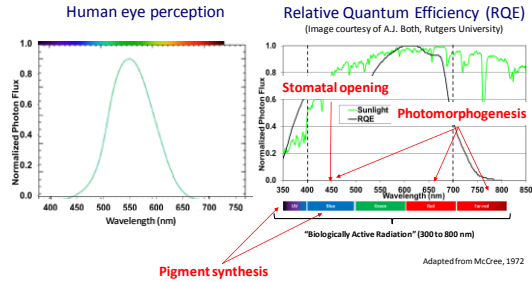 Human eye perception
Relative Quantum Efficiency (RQE)
(Image courtesy of A.J. Both, Rutgers University)
Normalized Photon Flux
1.0
0.8
0.6
0.4
0.2
0.0
400 450 500 550 600 650 700 750
Wavelength (nm)
Normalized Photon Flux
1.0
0.8
0.6
0.4
0.2
0.0
Stomatal opening
Photomorphogenesis
Sunlight
RQE
350 400 450 500 550 600 650 700 750 800 850
Wavelength (nm)
UV Blue Green Red Far-red
"Biologically Active Radiation" (300 to 800 nm)
Pigment synthesis
Adapted from McCree, 1972